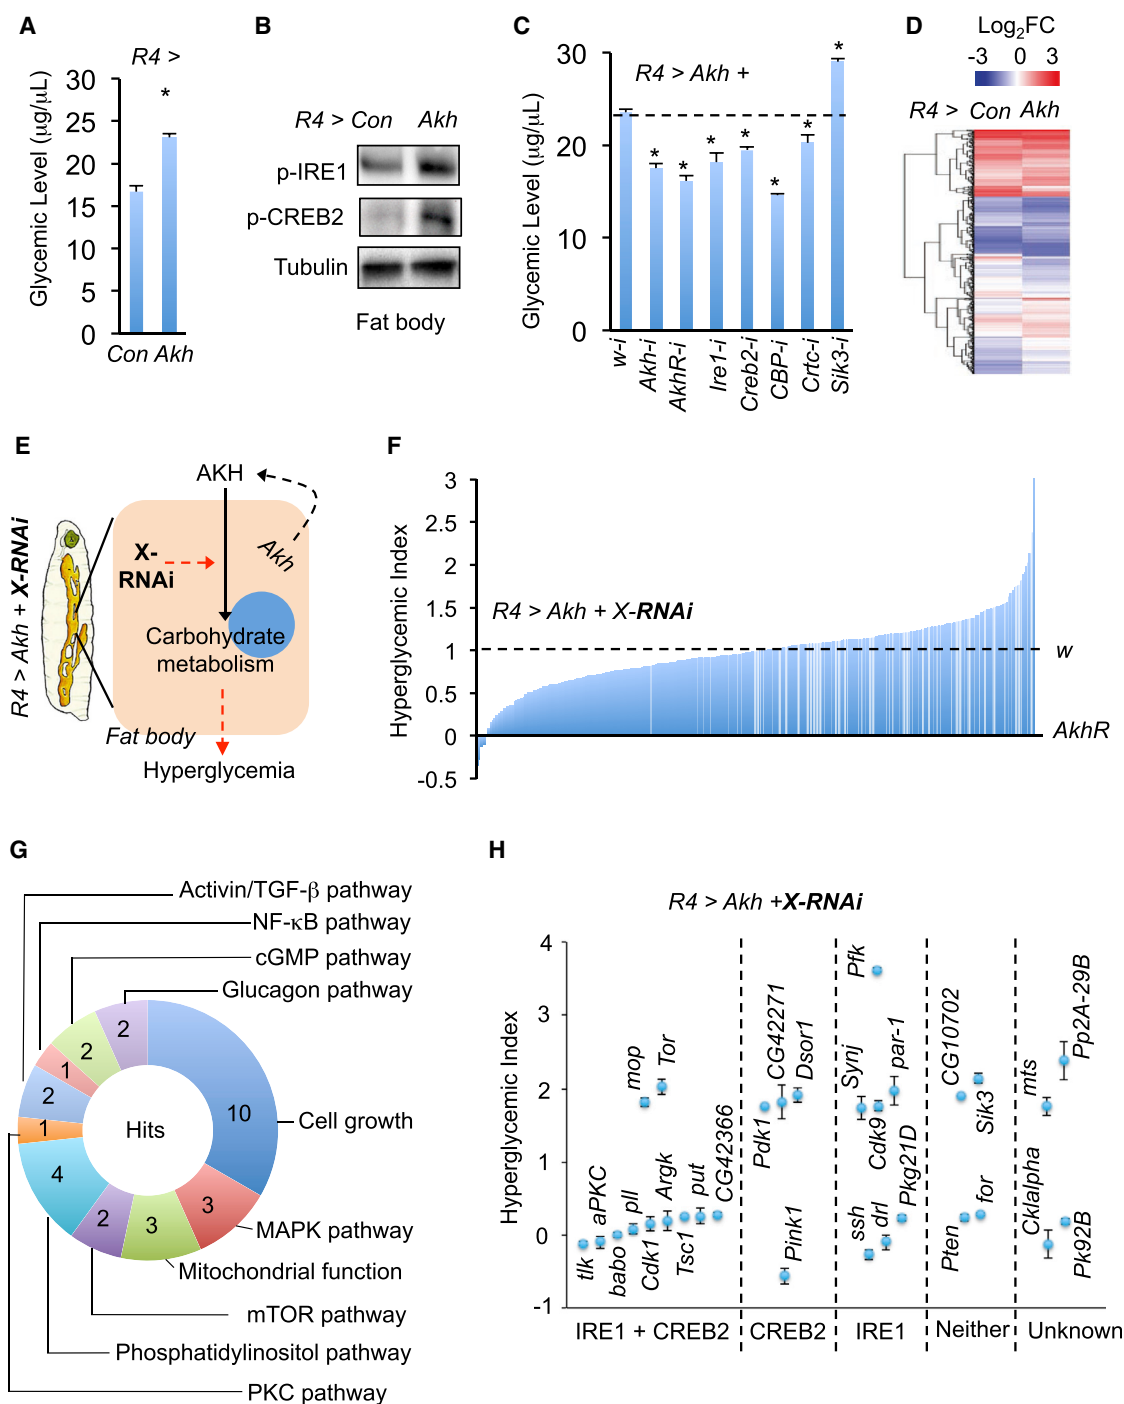 A
R4 >
*
Glycemic Level (μg/μL)
30
25
20
15
10
5
0
Con Akh
B
R4 > Con Akh
p-IRE1
p-CREB2
Tubulin
Fat body
C
R4 > Akh +
Glycemic Level (μg/μL)
30
20
10
0
* * * * * * *
w-i
Akh-i
AkhR-i
Ire1-i
Creb2-i
CBP-i
Crtc-i
Sik3-i
D
Log2FC
-3 0 3
R4 > Con Akh
E
R4 > Akh + X-RNAi
AKH
X-
RNAi
Akh
Carbohydrate
metabolism
Fat body
Hyperglycemia
F
Hyperglycemic Index
3
2.5
2
1.5
1
0.5
0
-0.5
R4 > Akh + X-RNAi
w
AkhR
G
Activin/TGF-β pathway
NF-κB pathway
cGMP pathway
Glucagon pathway
Cell growth
MAPK pathway
Mitochondrial function
mTOR pathway
Phosphatidylinositol pathway
PKC pathway
Hits
10
3
3
2
4
1
2
1
2
2
H
R4 > Akh +X-RNAi
Hyperglycemic Index
4
3
2
1
0
-1
tlk
aPKC
babo
pll
Cdk1
Argk
Tsc1
put
CG42366
mop
Tor
Pdk1
CG42271
Dsor1
Pink1
Synj
Pfk
Cdk9
par-1
ssh
drl
Pkg21D
CG10702
Sik3
Pten
for
mts
Pp2A-29B
Cklalpha
Pk92B
IRE1 + CREB2
CREB2
IRE1
Neither
Unknown